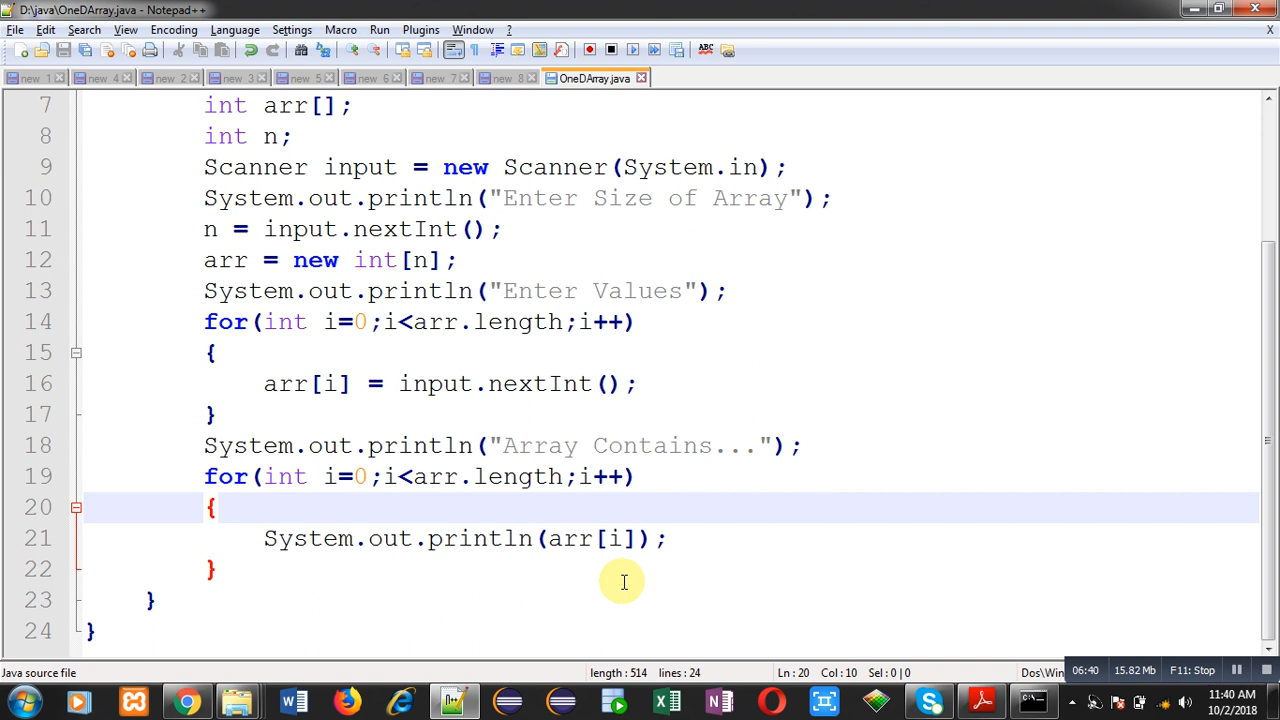 D:\java\OneDArray.java - Notepad++
File Edit Search View Encoding Language Settings Macro Run Plugins Window ? X
new 1 new 4 new 2 new 3 new 5 new 6 new 7 new 8 OneDArray.java
7 int arr[];
8 int n;
9 Scanner input = new Scanner(System.in);
10 System.out.println("Enter Size of Array");
11 n = input.nextInt();
12 arr = new int[n];
13 System.out.println("Enter Values");
14 for(int i=0;i<arr.length;i++)
15 {
16 arr[i] = input.nextInt();
17 }
18 System.out.println("Array Contains...");
19 for(int i=0;i<arr.length;i++)
20 {
21 System.out.println(arr[i]);
22 }
23 }
24 }
Java source file length : 514 lines : 24 Ln : 20 Col : 10 Sel : 0 | 0 Dos\Win 06:40 15.82 Mb F11: Stop
11:40 AM
10/2/2018